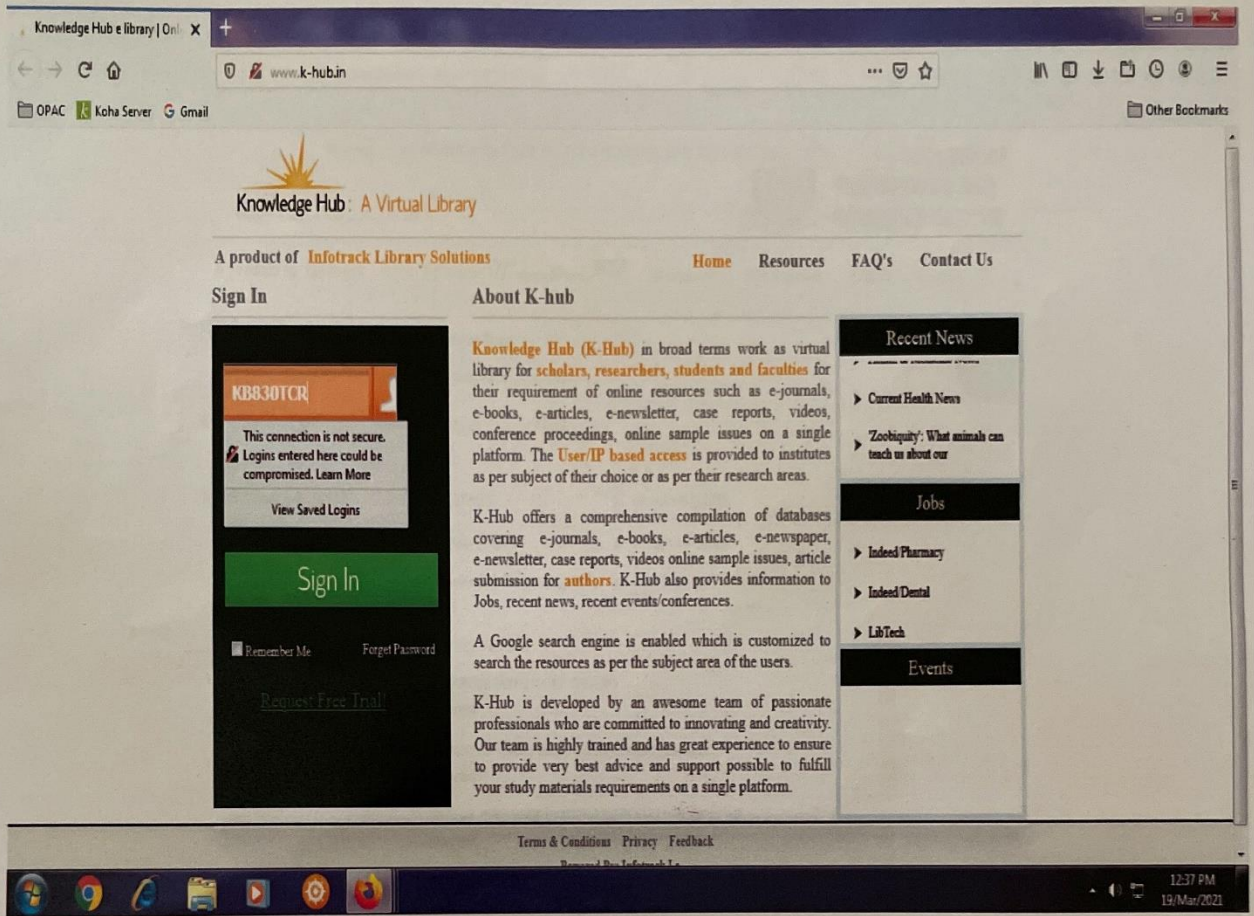 Knowledge Hub e library | Onl
www.k-hub.in
OPAC Koha Server Gmail
Other Bookmarks
Knowledge Hub : A Virtual Library
A product of Infotrack Library Solutions
Home Resources FAQ's Contact Us
Sign In
KB830TCR
This connection is not secure.
Logins entered here could be
compromised. Learn More
View Saved Logins
Sign In
Remember Me Forget Password
Request Free Trial!
About K-hub
Knowledge Hub (K-Hub) in broad terms work as virtual
library for scholars, researchers, students and faculties for
their requirement of online resources such as e-journals,
e-books, e-articles, e-newsletter, case reports, videos,
conference proceedings, online sample issues on a single
platform. The User/IP based access is provided to institutes
as per subject of their choice or as per their research areas.
K-Hub offers a comprehensive compilation of databases
covering e-journals, e-books, e-articles, e-newspaper,
e-newsletter, case reports, videos online sample issues, article
submission for authors. K-Hub also provides information to
Jobs, recent news, recent events/conferences.
A Google search engine is enabled which is customized to
search the resources as per the subject area of the users.
K-Hub is developed by an awesome team of passionate
professionals who are committed to innovating and creativity.
Our team is highly trained and has great experience to ensure
to provide very best advice and support possible to fulfill
your study materials requirements on a single platform.
Recent News
Current Health News
'Zoobiquity': What animals can
teach us about our
Jobs
Indeed Pharmacy
Indeed Dental
LibTech
Events
Terms & Conditions Privacy Feedback
12:37 PM
19/Mar/2021